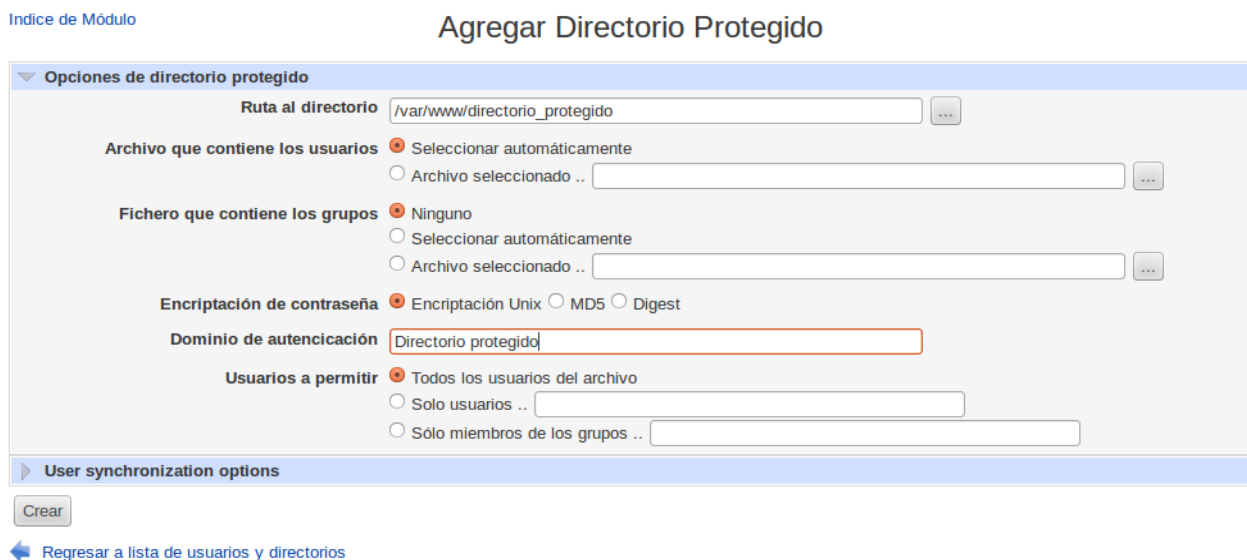 Indice de Módulo
Agregar Directorio Protegido
Opciones de directorio protegido
Ruta al directorio /var/www/directorio_protegido ...
Archivo que contiene los usuarios Seleccionar automáticamente
Archivo seleccionado .. ...
Fichero que contiene los grupos Ninguno
Seleccionar automáticamente
Archivo seleccionado .. ...
Encriptación de contraseña Encriptación Unix MD5 Digest
Dominio de autencicación Directorio protegido
Usuarios a permitir Todos los usuarios del archivo
Solo usuarios ..
Sólo miembros de los grupos ..
User synchronization options
Crear
Regresar a lista de usuarios y directorios